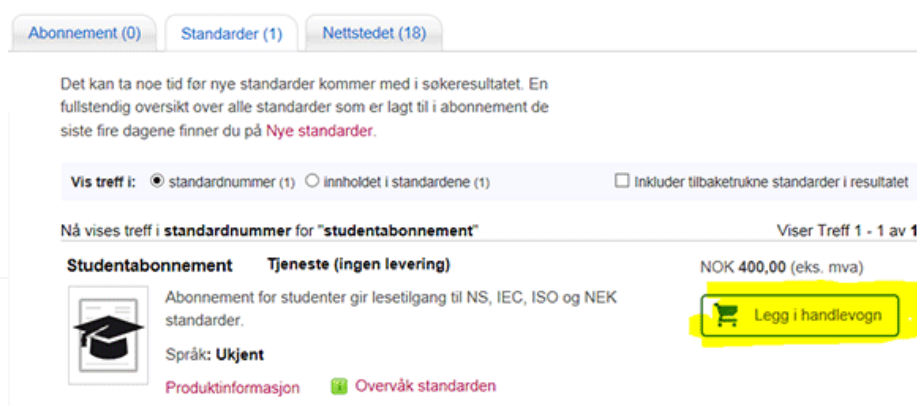 Abonnement (0) Standarder (1) Nettstedet (18)
Det kan ta noe tid før nye standarder kommer med i søkeresultatet. En
fullstendig oversikt over alle standarder som er lagt til i abonnement de
siste fire dagene finner du på Nye standarder.
Vis treff i: standardnummer (1) innholdet i standardene (1) Inkluder tilbaketrukne standarder i resultatet
Nå vises treff i standardnummer for "studentabonnement" Viser Treff 1 - 1 av 1
Studentabonnement Tjeneste (ingen levering) NOK 400,00 (eks. mva)
Abonnement for studenter gir lesetilgang til NS, IEC, ISO og NEK
standarder.
Legg i handlevogn
Språk: Ukjent
Produktinformasjon Overvåk standarden